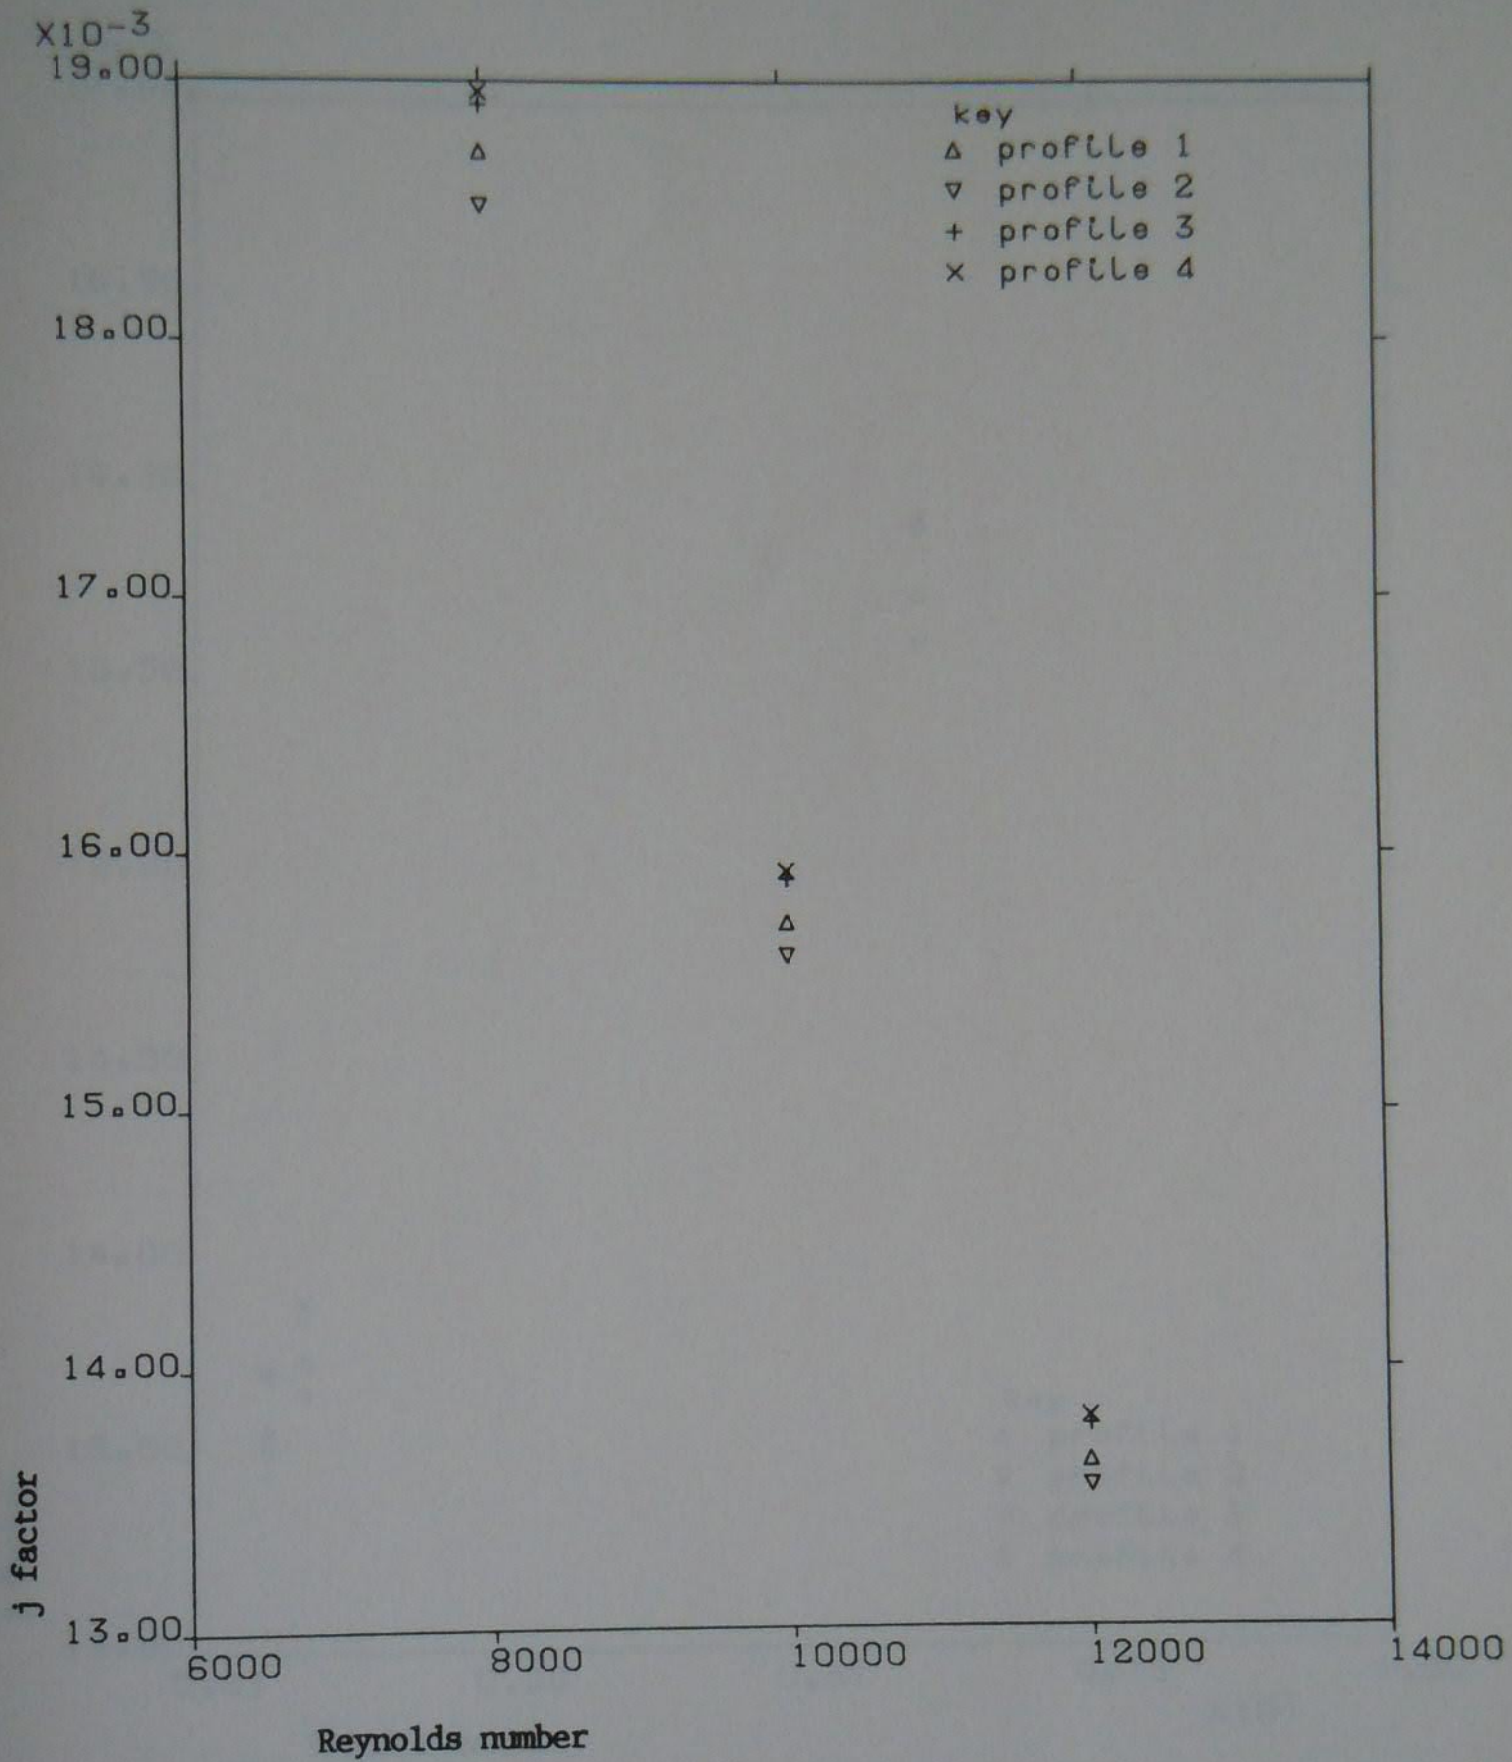 X10-3
19.00
key
Δ profile 1
∇ profile 2
+ profile 3
× profile 4
18.00
17.00
16.00
15.00
14.00
13.00
j factor
6000 8000 10000 12000 14000
Reynolds number